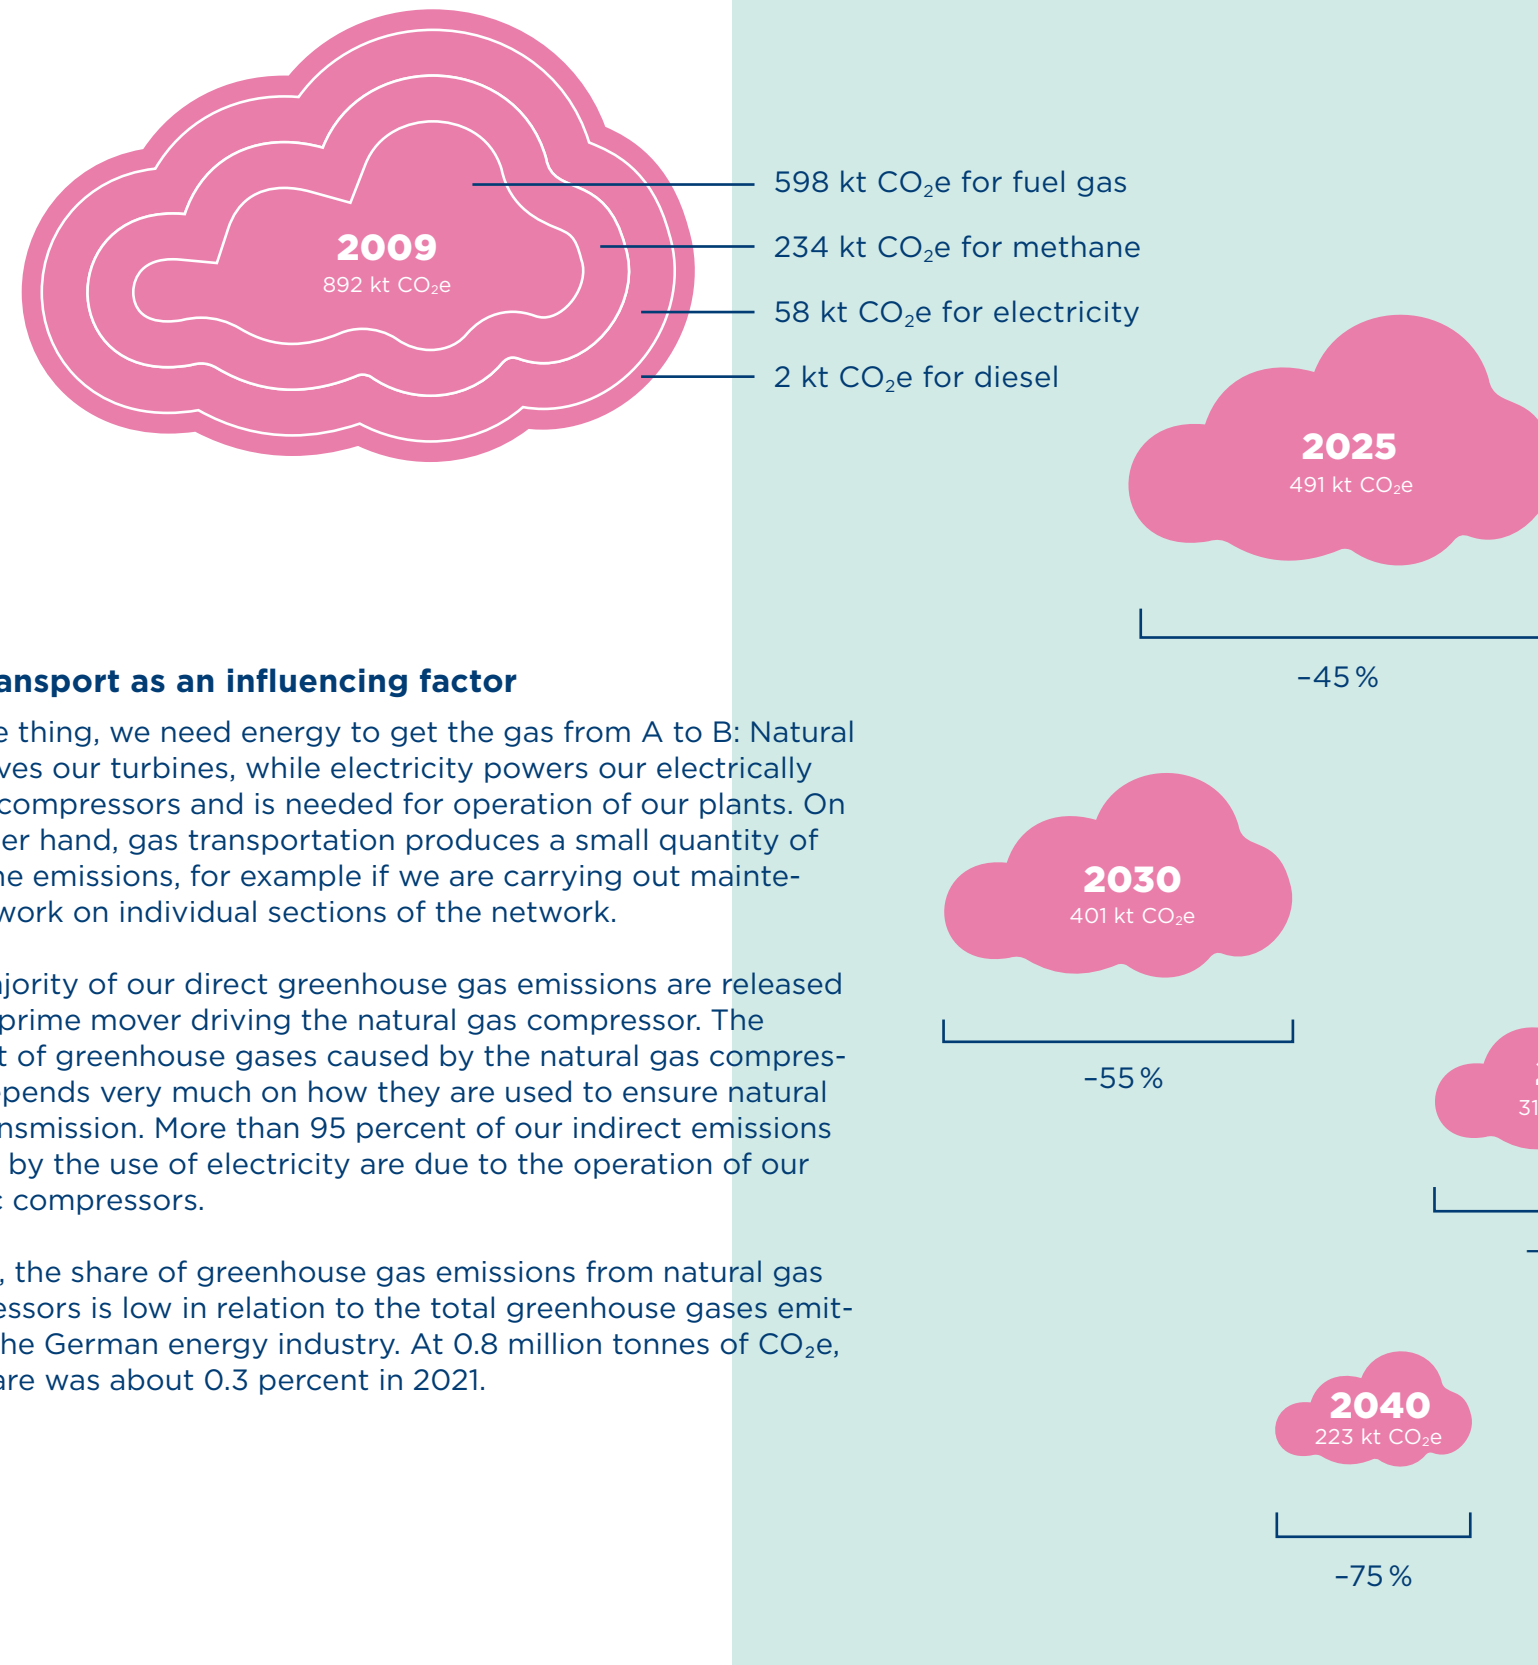 2009
892 kt CO₂e
598 kt CO₂e for fuel gas
234 kt CO₂e for methane
58 kt CO₂e for electricity
2 kt CO₂e for diesel
2025
491 kt CO₂e
–45 %
ansport as an influencing factor
e thing, we need energy to get the gas from A to B: Natural
ves our turbines, while electricity powers our electrically
compressors and is needed for operation of our plants. On
er hand, gas transportation produces a small quantity of
ne emissions, for example if we are carrying out mainte-
work on individual sections of the network.
jority of our direct greenhouse gas emissions are released
prime mover driving the natural gas compressor. The
t of greenhouse gases caused by the natural gas compres-
pends very much on how they are used to ensure natural
nsmission. More than 95 percent of our indirect emissions
by the use of electricity are due to the operation of our
c compressors.
, the share of greenhouse gas emissions from natural gas
essors is low in relation to the total greenhouse gases emit-
he German energy industry. At 0.8 million tonnes of CO₂e,
are was about 0.3 percent in 2021.
2030
401 kt CO₂e
–55 %
31
2040
223 kt CO₂e
–75 %